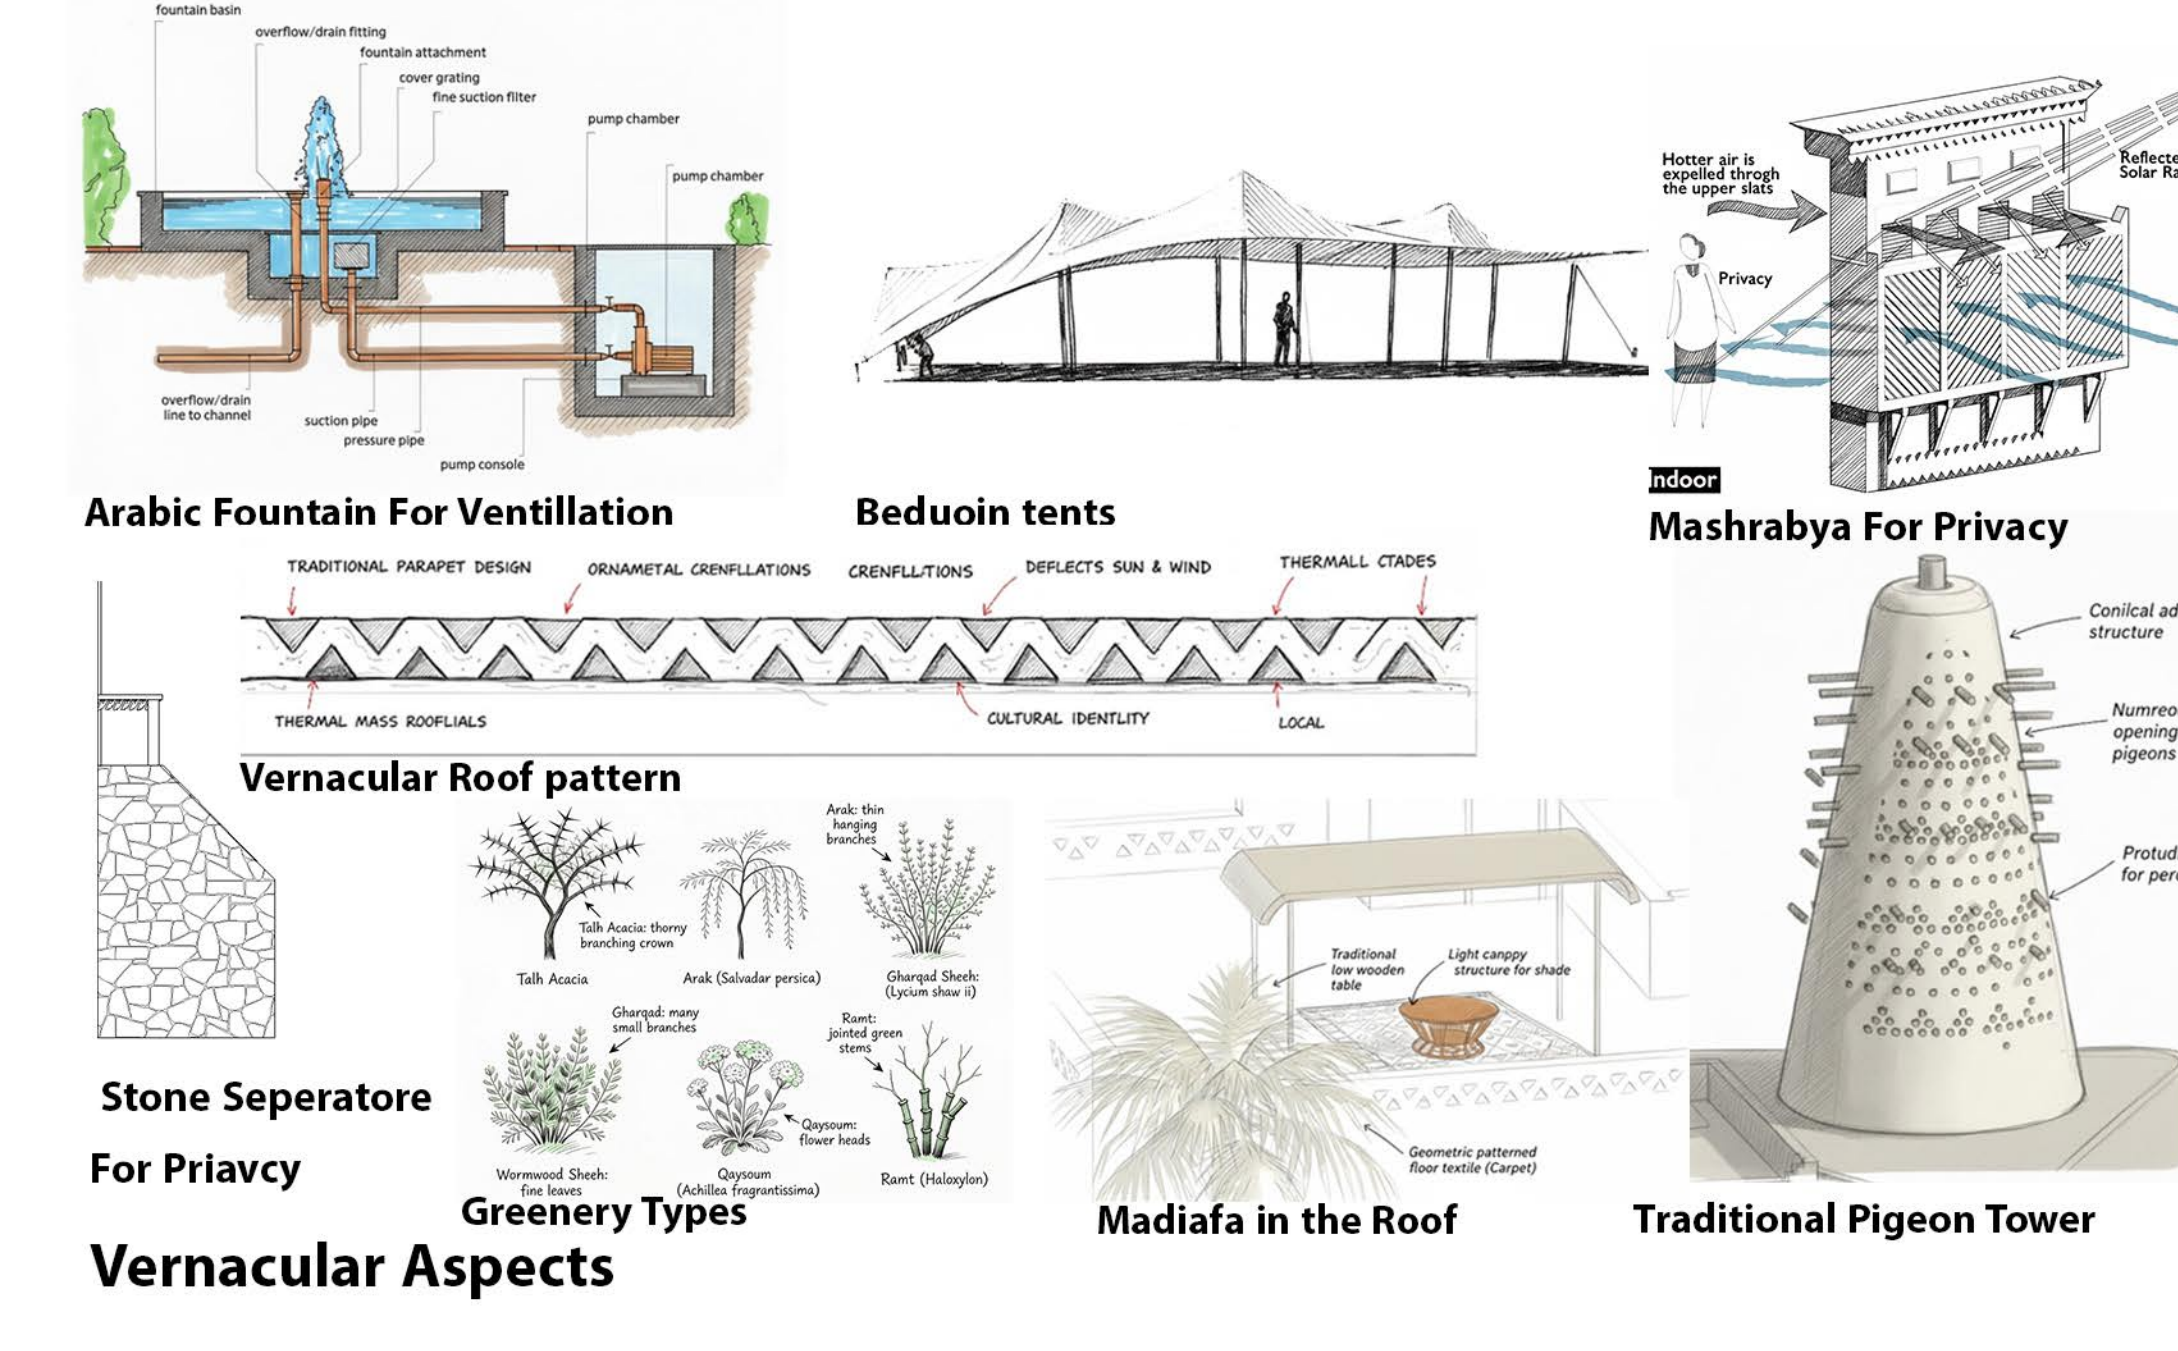 fountain basin
overflow/drain fitting
fountain attachment
cover grating
fine suction filter
pump chamber
pump chamber
overflow/drain
line to channel
suction pipe
pressure pipe
pump console
Arabic Fountain For Ventillation
Beduoin tents
Hotter air is
expelled throgh
the upper slats
Reflecte
Solar Ra
Privacy
Indoor
Mashrabya For Privacy
TRADITIONAL PARAPET DESIGN
ORNAMETAL CRENFLLATIONS
CRENFLLTIONS
DEFLECTS SUN & WIND
THERMALL CTADES
THERMAL MASS ROOFLIALS
CULTURAL IDENTLITY
LOCAL
Vernacular Roof pattern
Stone Seperatore
For Priavcy
Talh Acacia: thorny
branching crown
Talh Acacia
Arak (Salvadar persica)
Arak: thin
hanging
branches
Gharqad Sheeh:
(Lycium shaw ii)
Gharqad: many
small branches
Wormwood Sheeh:
fine leaves
Qaysoum:
flower heads
Qaysoum
(Achillea fragrantissima)
Ramt:
jointed green
stems
Ramt (Haloxylon)
Greenery Types
Traditional
low wooden
table
Light canppy
structure for shade
Geometric patterned
floor textile (Carpet)
Madiafa in the Roof
Conilcal ad
structure
Numreo
opening
pigeons
Protud
for per
Traditional Pigeon Tower
Vernacular Aspects